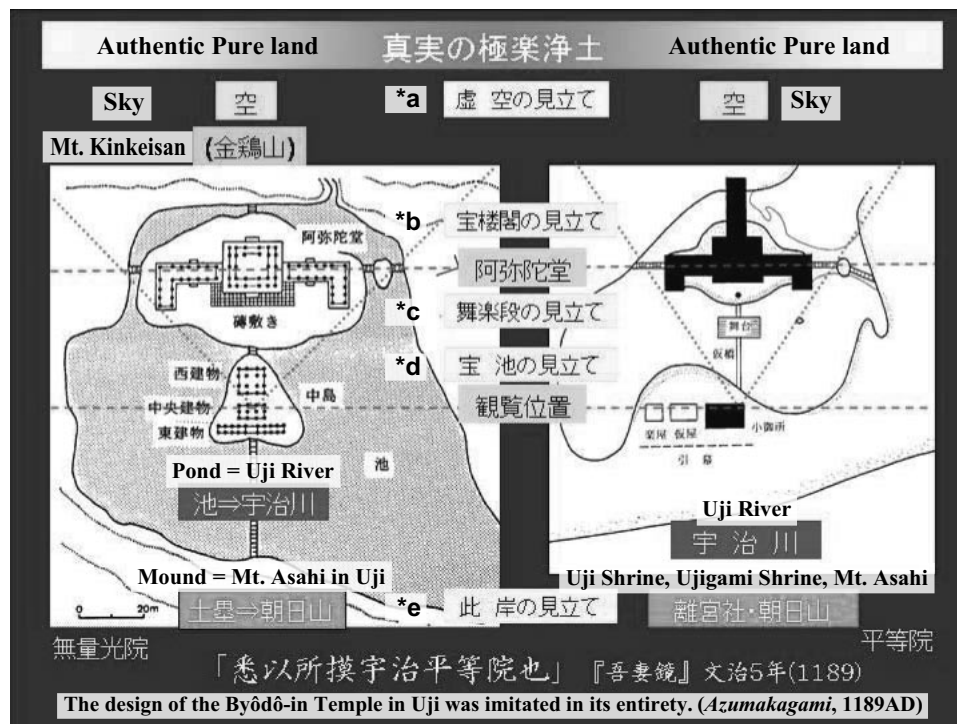 Authentic Pure land 真実の極楽浄土 Authentic Pure land
Sky 空 *a 虚 空の見立て 空 Sky
Mt. Kinkeisan (金鶏山)
阿弥陀堂
*b 宝楼閣の見立て
阿弥陀堂
磚敷き
*c 舞楽段の見立て
舞台
仮橋
*d 宝 池の見立て
西建物
中央建物
東建物
中島
観覧位置
楽屋 仮屋 小御所
引 幕
池
Pond = Uji River
池⇒宇治川
Uji River
宇 治 川
Mound = Mt. Asahi in Uji
土塁⇒朝日山
0 20m
*e 此 岸の見立て
Uji Shrine, Ujigami Shrine, Mt. Asahi
離宮社・朝日山
無量光院
平等院
「悉以所摸宇治平等院也」『吾妻鏡』文治5年(1189)
The design of the Byôdô-in Temple in Uji was imitated in its entirety. (Azumakagami, 1189AD)